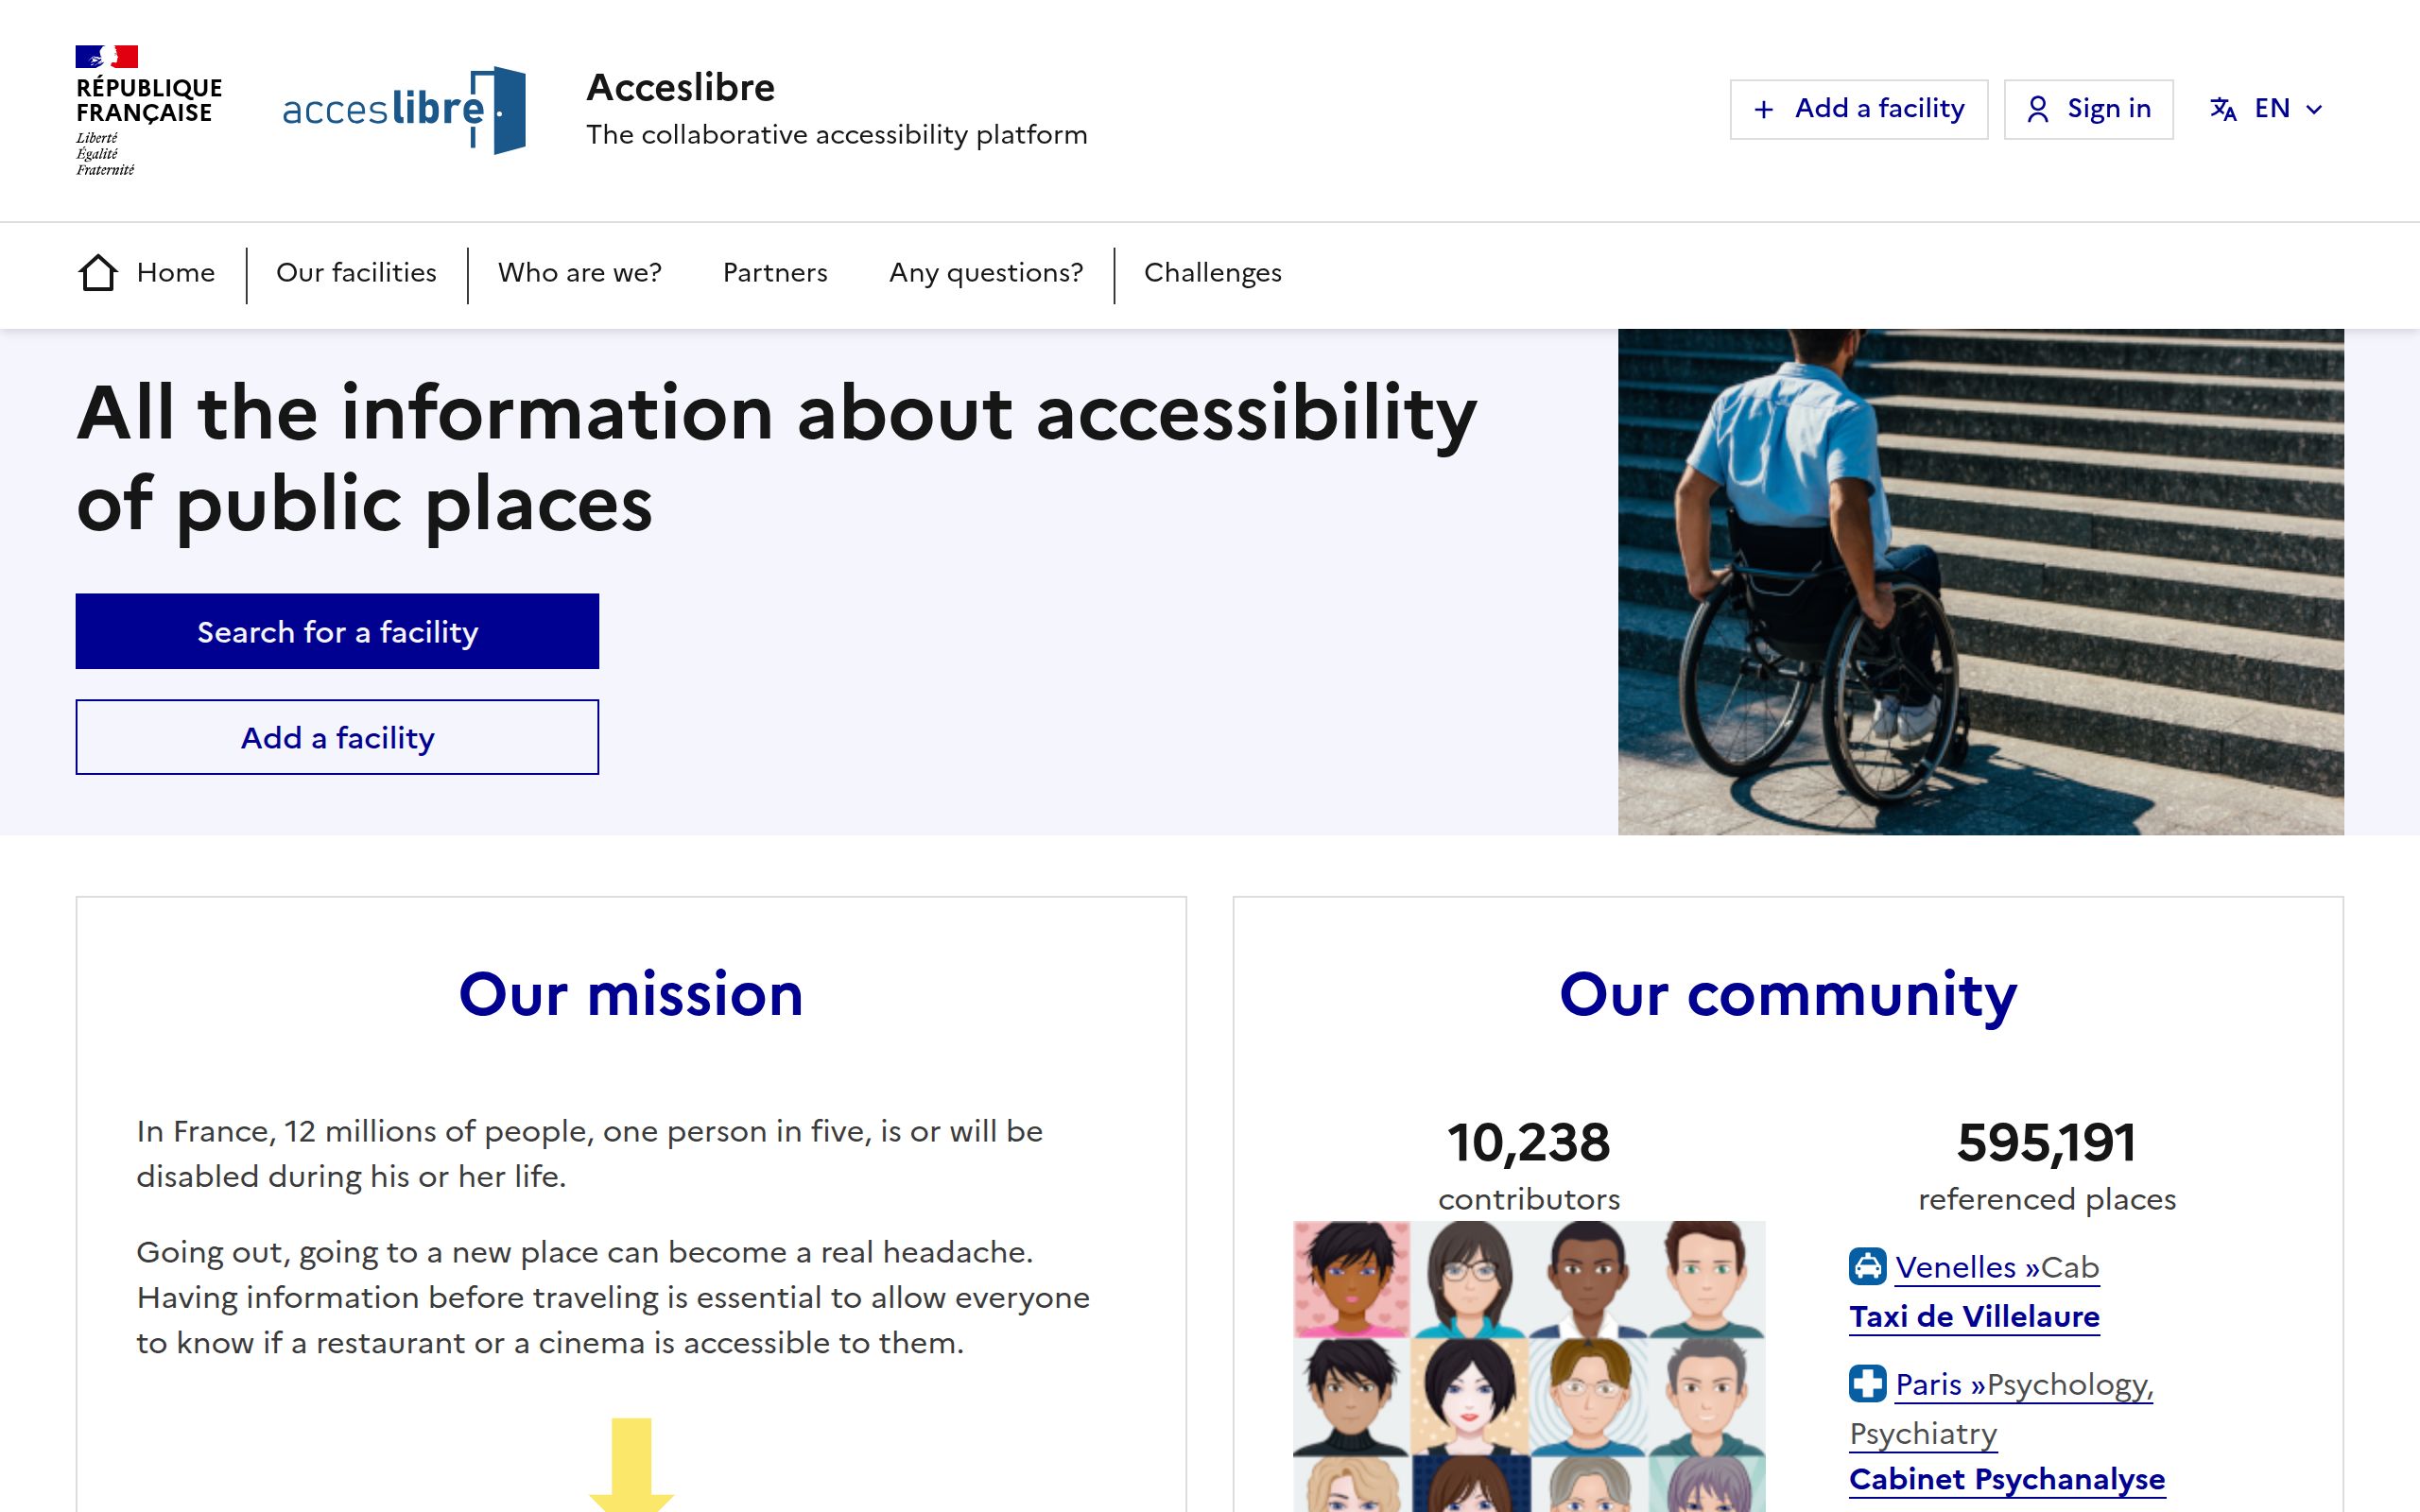 RÉPUBLIQUE
FRANÇAISE
Liberté
Égalité
Fraternité
acceslibre
Acceslibre
The collaborative accessibility platform
Add a facility
Sign in
EN
Home
Our facilities
Who are we?
Partners
Any questions?
Challenges
All the information about accessibility
of public places
Search for a facility
Add a facility
Our mission
In France, 12 millions of people, one person in five, is or will be
disabled during his or her life.
Going out, going to a new place can become a real headache.
Having information before traveling is essential to allow everyone
to know if a restaurant or a cinema is accessible to them.
Our community
10,238
contributors
595,191
referenced places
Venelles »Cab
Taxi de Villelaure
Paris »Psychology,
Psychiatry
Cabinet Psychanalyse